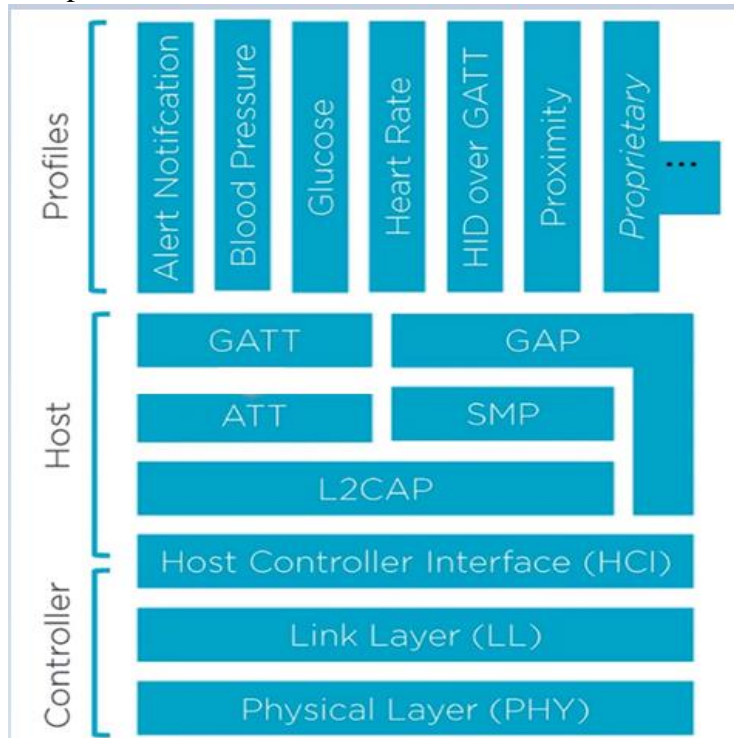 Profiles
Alert Notifcation
Blood Pressure
Glucose
Heart Rate
HID over GATT
Proximity
Proprietary
...
Host
GATT
GAP
ATT
SMP
L2CAP
Host Controller Interface (HCI)
Controller
Link Layer (LL)
Physical Layer (PHY)